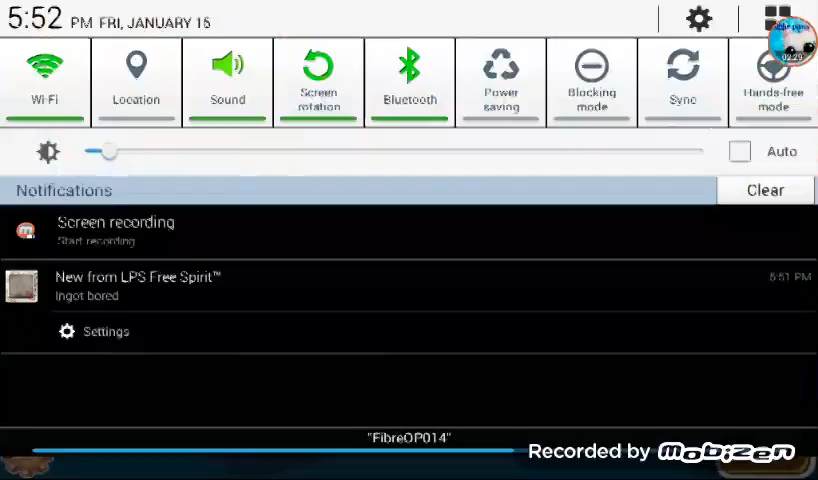 5:52 PM FRI, JANUARY 15
Wi-Fi
Location
Sound
Screen rotation
Bluetooth
Power saving
Blocking mode
Sync
Hands-free mode
02:29
Auto
Notifications
Clear
Screen recording
Start recording
New from LPS Free Spirit™
5:51 PM
Ingot bored
Settings
"FibreOP014"
Recorded by mobizen